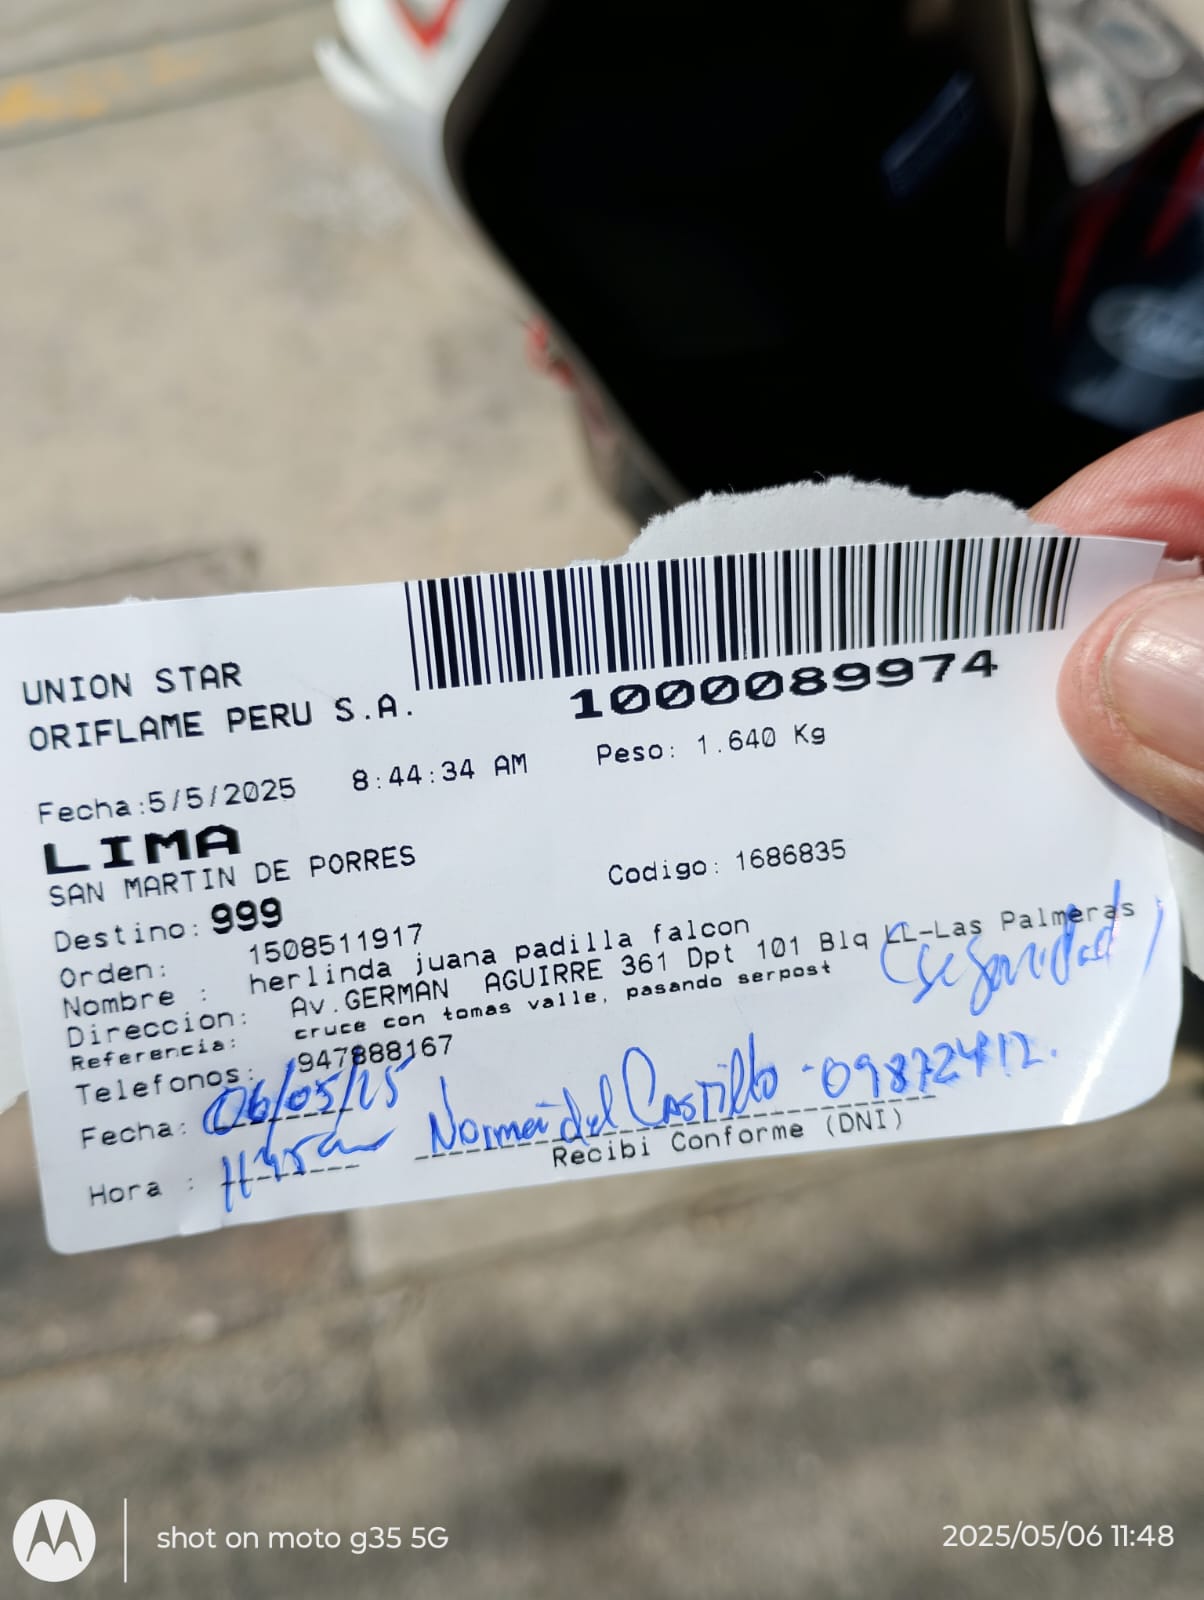 UNION STAR
ORIFLAME PERU S.A.
1000089974
Fecha:5/5/2025 8:44:34 AM Peso: 1.640 Kg
LIMA
SAN MARTIN DE PORRES Codigo: 1686835
Destino: 999
Orden: 1508511917
Nombre : herlinda juana padilla falcon
Direccion: Av.GERMAN AGUIRRE 361 Dpt 101 Blq LL-Las Palmeras
Referencia: cruce con tomas valle, pasando serpost
(seguridad)
Telefonos: 947888167
Fecha: 06/05/25 del Castillo - 09872412.
Hora :
Recibi Conforme (DNI)
shot on moto g35 5G
2025/05/06 11:48